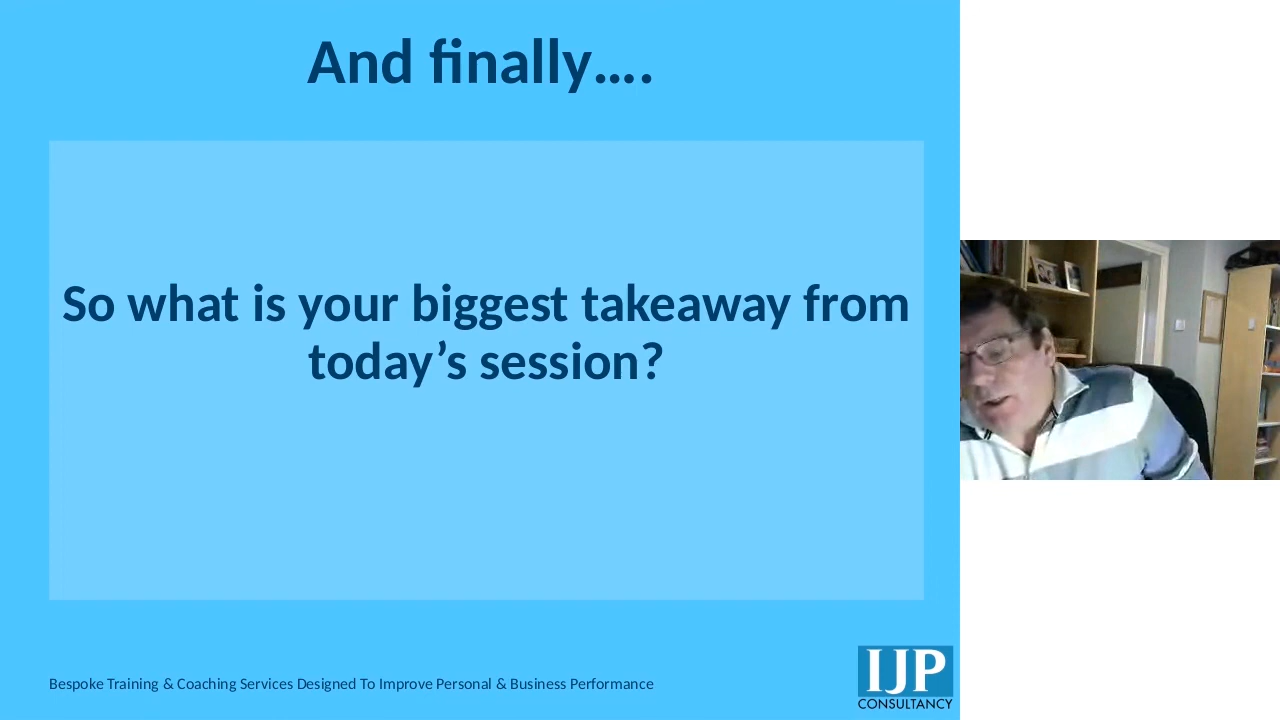 And finally....
So what is your biggest takeaway from
today’s session?
Bespoke Training & Coaching Services Designed To Improve Personal & Business Performance
IJP
CONSULTANCY